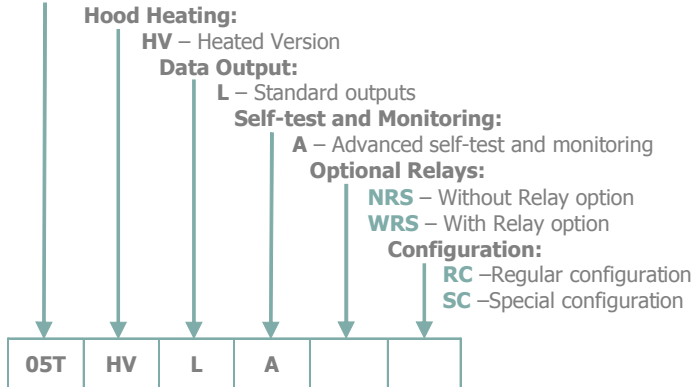 Hood Heating:
HV – Heated Version
Data Output:
L – Standard outputs
Self-test and Monitoring:
A – Advanced self-test and monitoring
Optional Relays:
NRS – Without Relay option
WRS – With Relay option
Configuration:
RC –Regular configuration
SC –Special configuration
05T HV L A